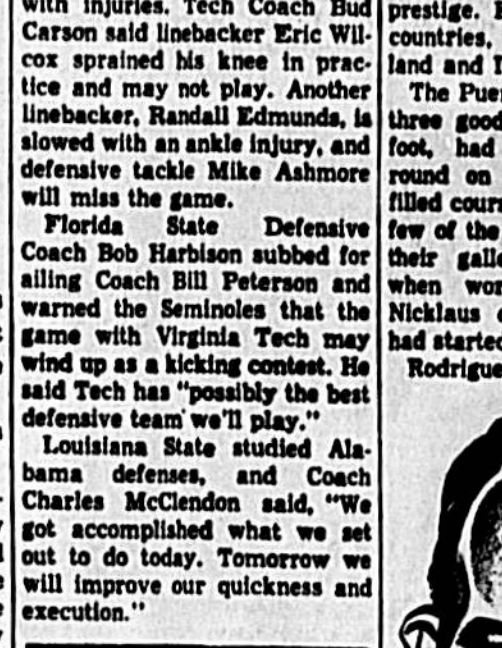 with injuries. Tech Coach Bud
Carson said linebacker Eric Wil-
cox sprained his knee in prac-
tice and may not play. Another
linebacker, Randall Edmunds, is
slowed with an ankle injury, and
defensive tackle Mike Ashmore
will miss the game.
Florida State Defensive
Coach Bob Harbison subbed for
ailing Coach Bill Peterson and
warned the Seminoles that the
game with Virginia Tech may
wind up as a kicking contest. He
said Tech has "possibly the best
defensive team we'll play."
Louisiana State studied Ala-
bama defenses, and Coach
Charles McClendon said, "We
got accomplished what we set
out to do today. Tomorrow we
will improve our quickness and
execution."
prestige.
countries,
land and
The
three good
foot, had
round on
filled
few of the
their
when
Nicklaus
had started